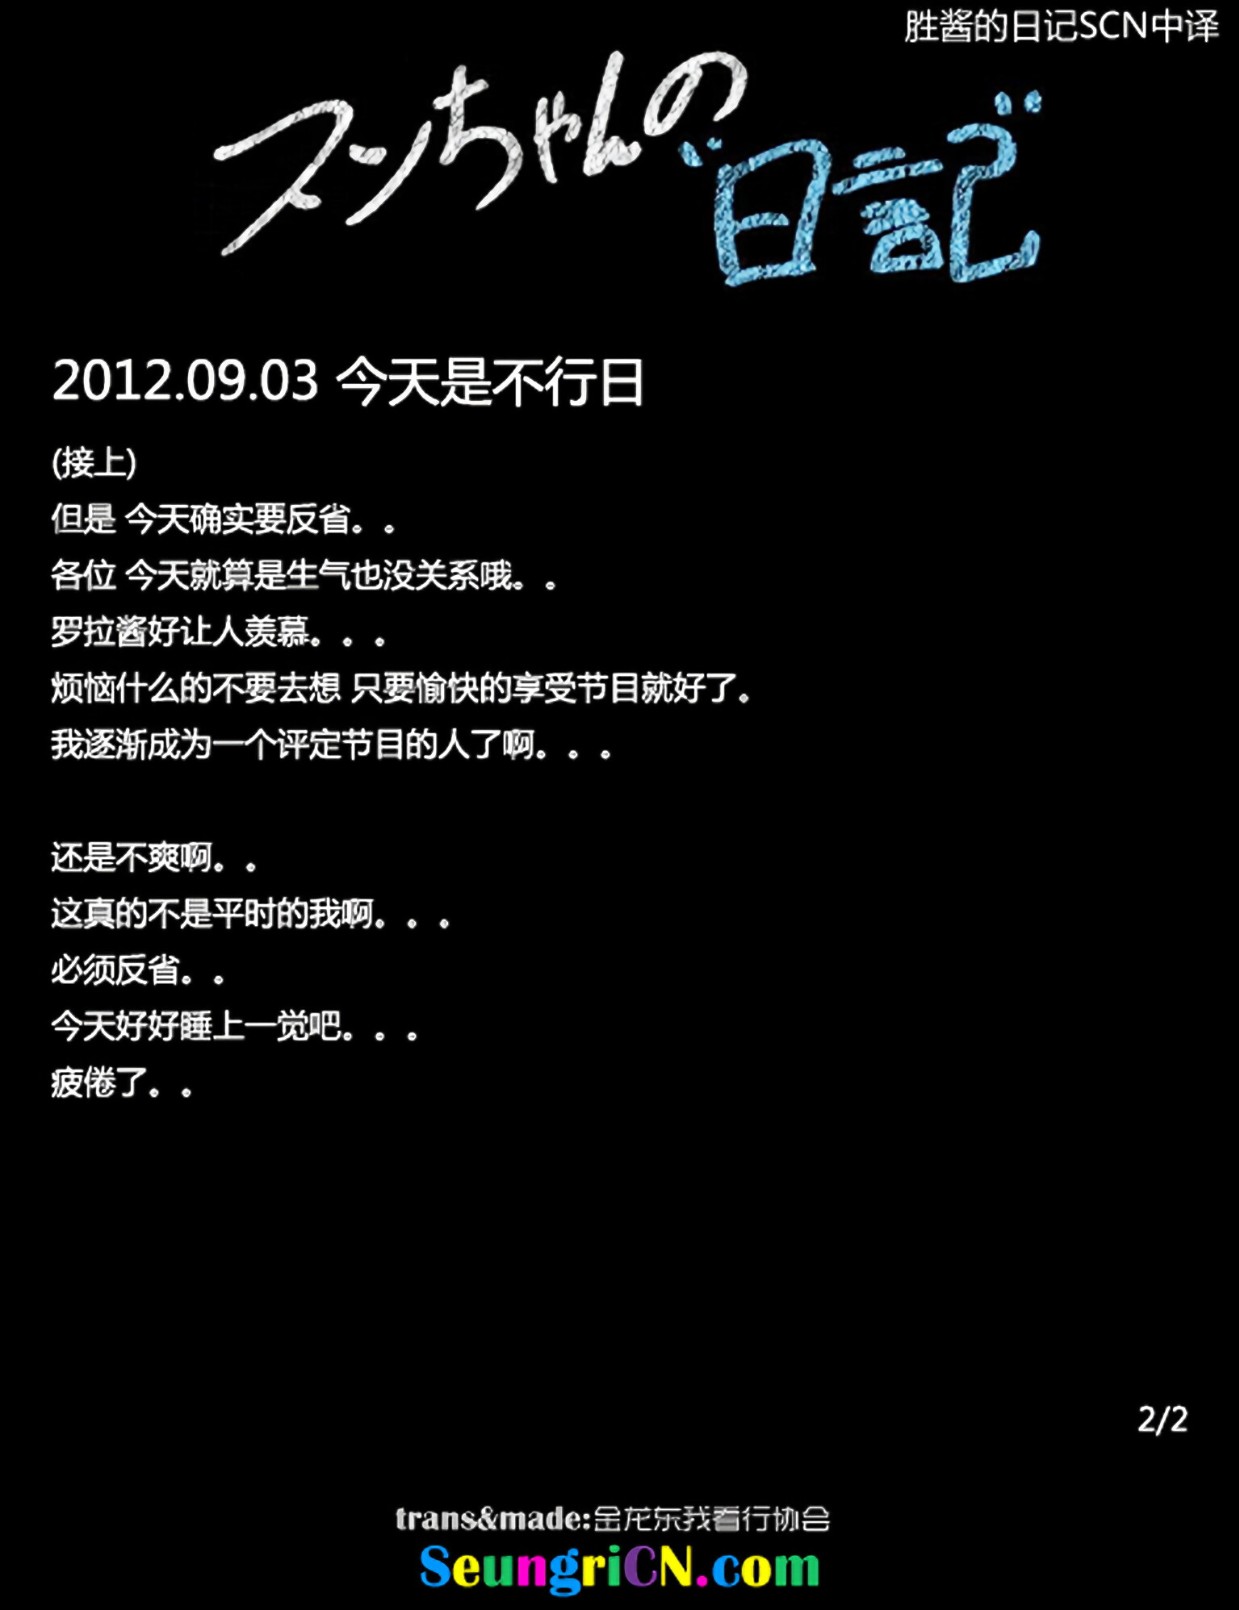 胜酱的日记SCN中译
スンちゃんの
日記
2012.09.03 今天是不行日
(接上)
但是 今天确实要反省。。
各位 今天就算是生气也没关系哦。。
罗拉酱好让人羡慕。。。
烦恼什么的不要去想 只要愉快的享受节目就好了。
我逐渐成为一个评定节目的人了啊。。。
还是不爽啊。。
这真的不是平时的我啊。。。
必须反省。。
今天好好睡上一觉吧。。。
疲倦了。。
2/2
trans&made:金龙东我看行协会
SeungriCN.com